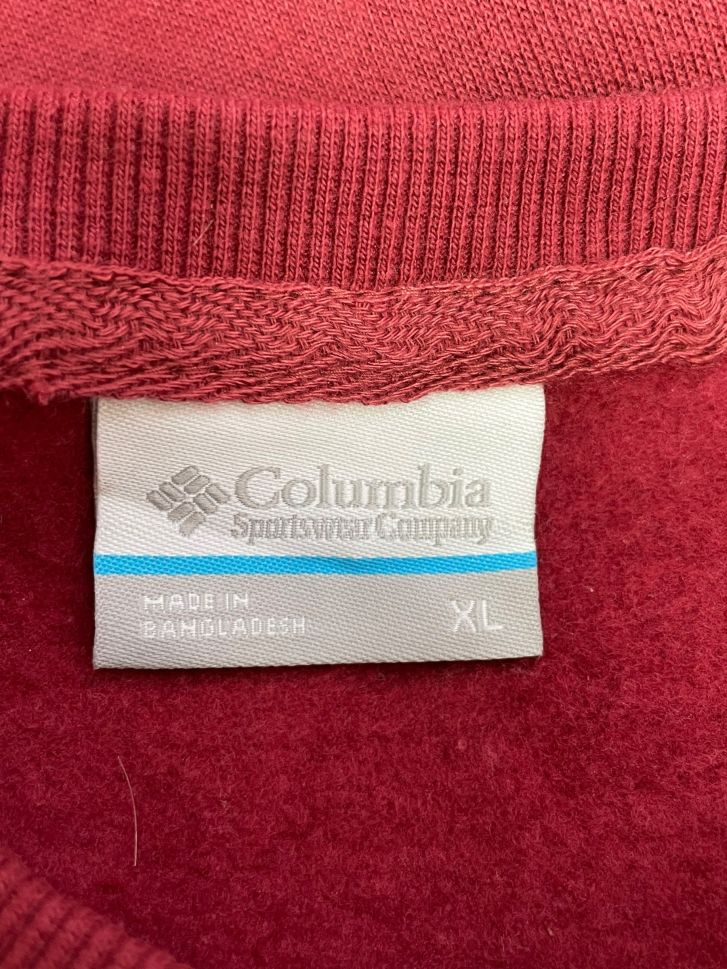 Columbia
Sportswear Company
MADE IN
BANGLADESH
XL